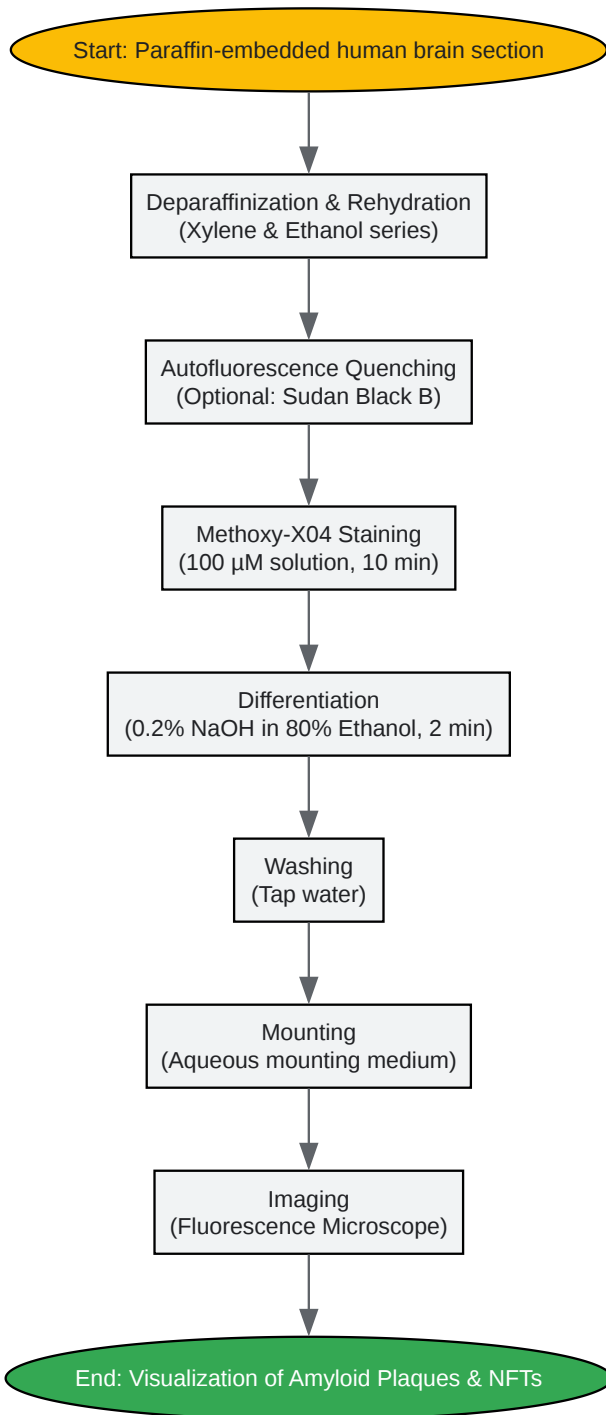 Start: Paraffin-embedded human brain section
Deparaffinization & Rehydration
(Xylene & Ethanol series)
Autofluorescence Quenching
(Optional: Sudan Black B)
Methoxy-X04 Staining
(100 µM solution, 10 min)
Differentiation
(0.2% NaOH in 80% Ethanol, 2 min)
Washing
(Tap water)
Mounting
(Aqueous mounting medium)
Imaging
(Fluorescence Microscope)
End: Visualization of Amyloid Plaques & NFTs